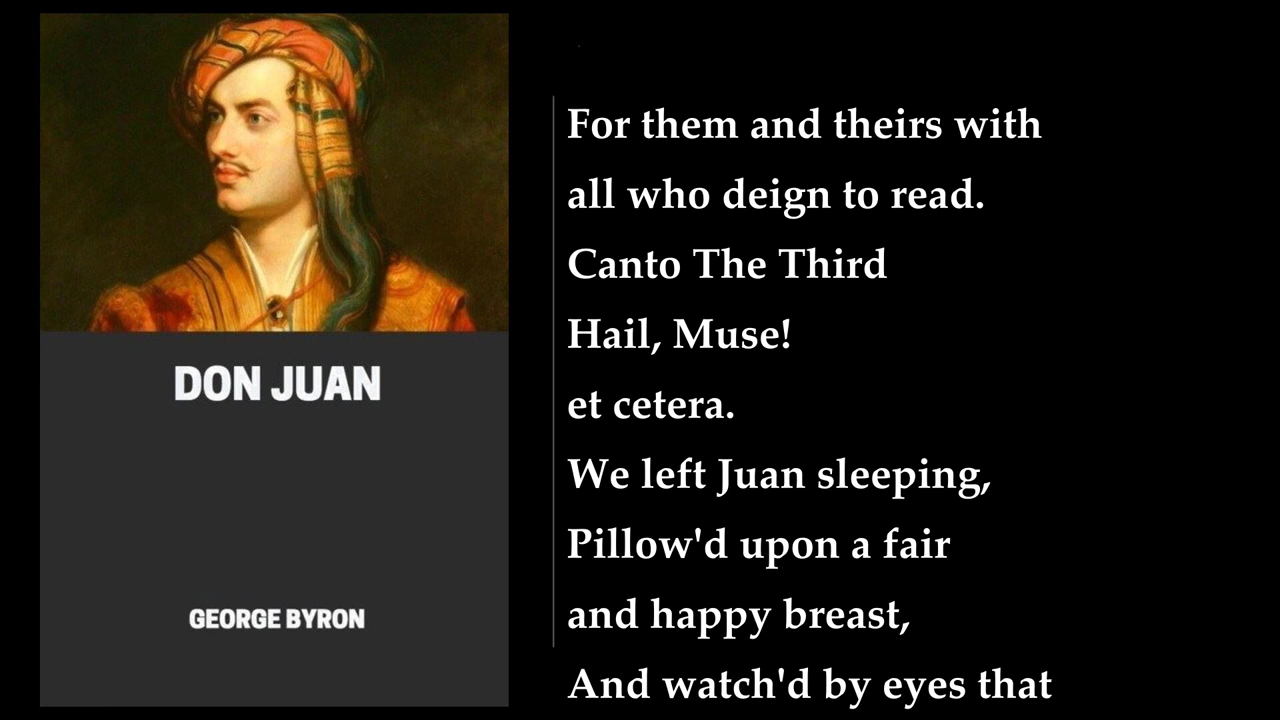 DON JUAN
GEORGE BYRON
For them and theirs with
all who deign to read.
Canto The Third
Hail, Muse!
et cetera.
We left Juan sleeping,
Pillow'd upon a fair
and happy breast,
And watch'd by eyes that